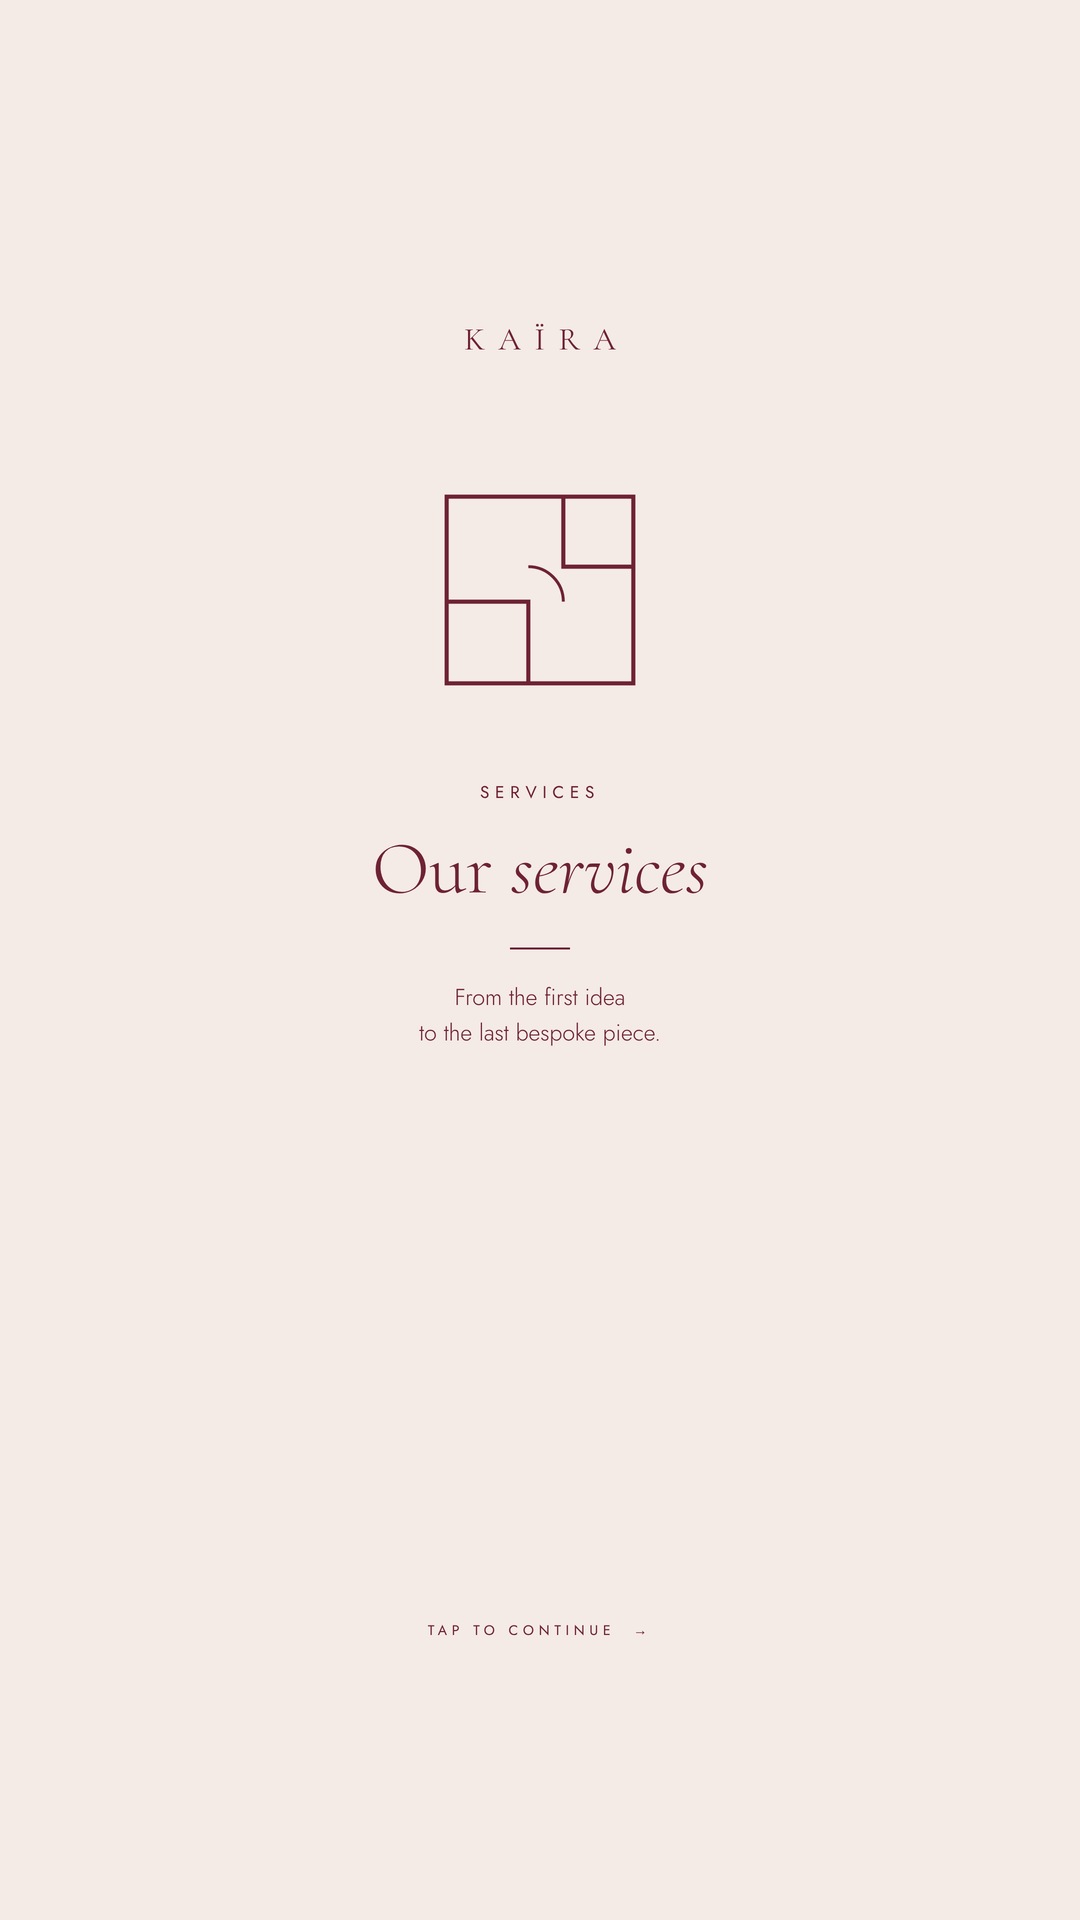 KAÏRA
SERVICES
Our services
From the first idea
to the last bespoke piece.
TAP TO CONTINUE →